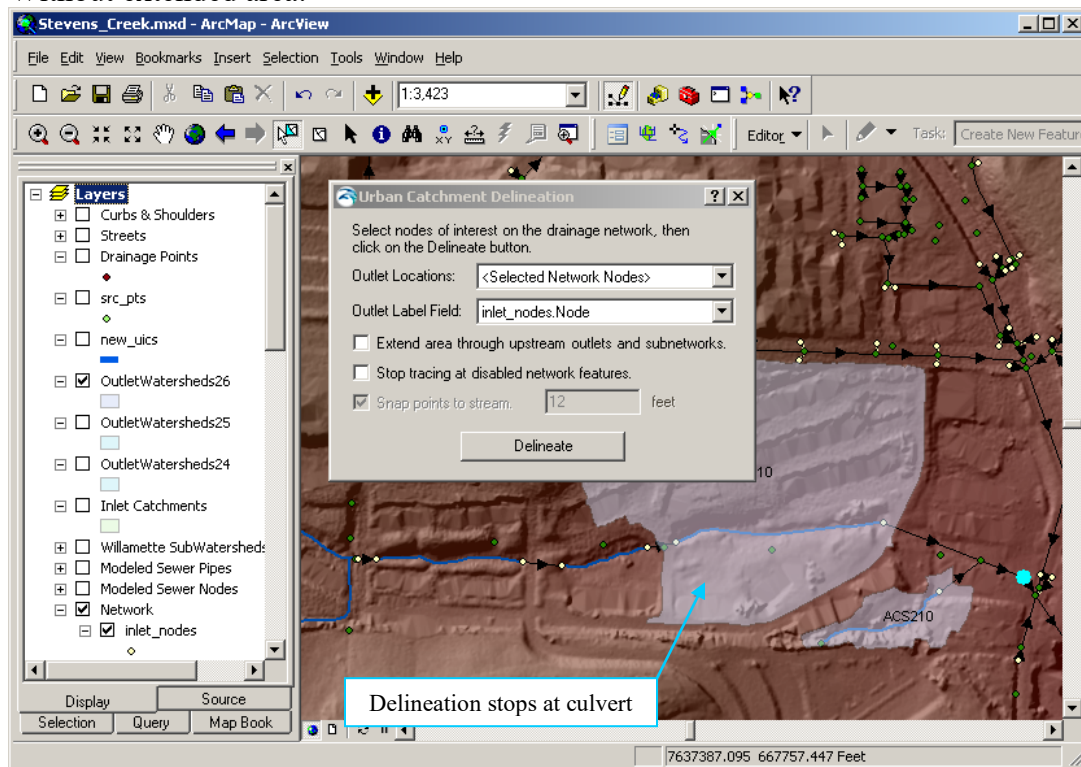 Without extended area:
Stevens_Creek.mxd - ArcMap - ArcView
File Edit View Bookmarks Insert Selection Tools Window Help
1:3,423
Editor Task: Create New Feature
Layers
Curbs & Shoulders
Streets
Drainage Points
src_pts
new_uics
OutletWatersheds26
OutletWatersheds25
OutletWatersheds24
Inlet Catchments
Willamette SubWatersheds
Modeled Sewer Pipes
Modeled Sewer Nodes
Network
inlet_nodes
Display Source
Selection Query Map Book
Urban Catchment Delineation
Select nodes of interest on the drainage network, then
click on the Delineate button.
Outlet Locations: <Selected Network Nodes>
Outlet Label Field: inlet_nodes.Node
Extend area through upstream outlets and subnetworks.
Stop tracing at disabled network features.
Snap points to stream. 12 feet
Delineate
10
ACS210
Delineation stops at culvert
7637387.095 667757.447 Feet